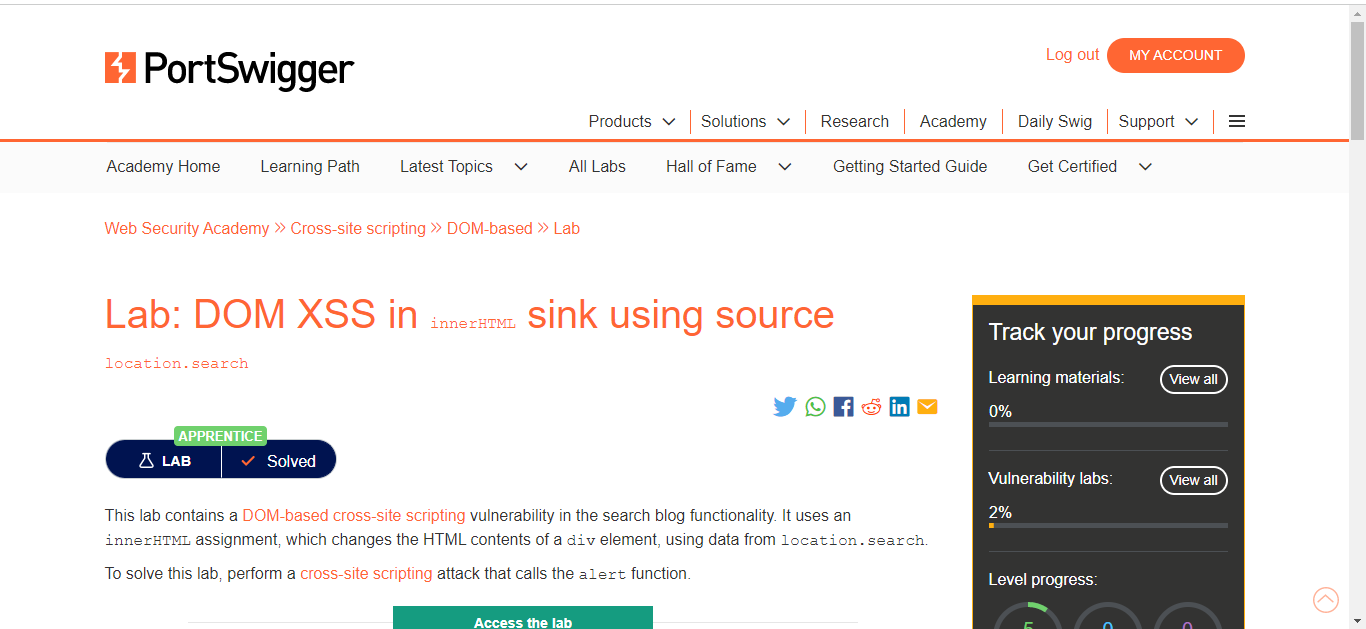 PortSwigger
Log out MY ACCOUNT
Products Solutions Research Academy Daily Swig Support
Academy Home Learning Path Latest Topics All Labs Hall of Fame Getting Started Guide Get Certified
Web Security Academy » Cross-site scripting » DOM-based » Lab
Lab: DOM XSS in innerHTML sink using source
location.search
APPRENTICE
LAB Solved
This lab contains a DOM-based cross-site scripting vulnerability in the search blog functionality. It uses an
innerHTML assignment, which changes the HTML contents of a div element, using data from location.search.
To solve this lab, perform a cross-site scripting attack that calls the alert function.
Access the lab
Track your progress
Learning materials: View all
0%
Vulnerability labs: View all
2%
Level progress:
5 0 0